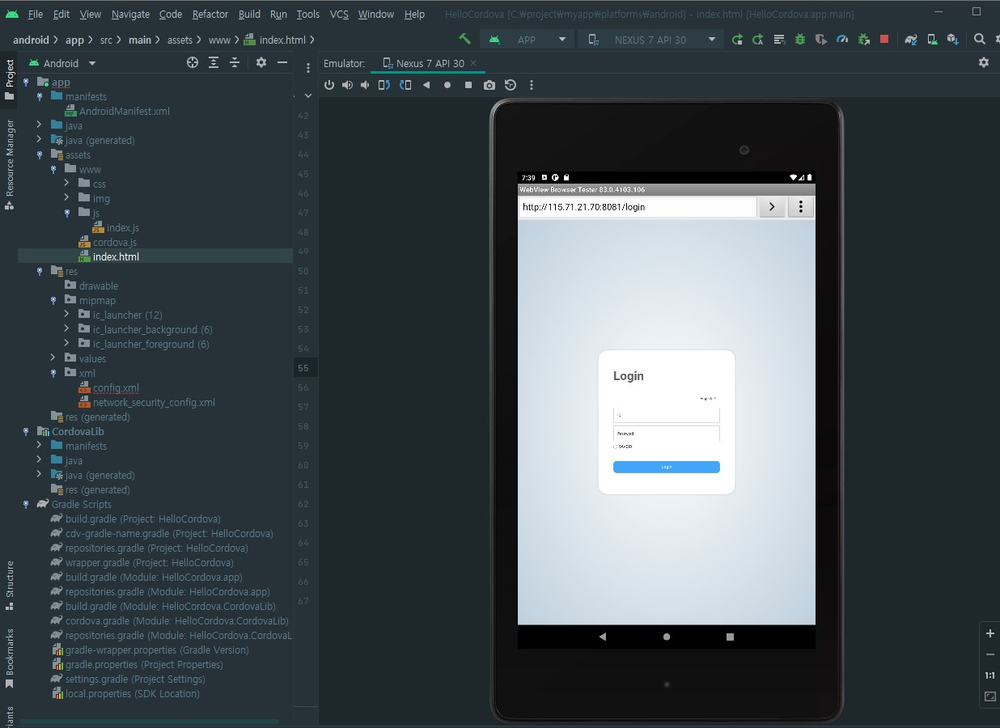 File Edit View Navigate Code Refactor Build Run Tools VCS Window Help HelloCordova [C:₩project₩myapp₩platforms₩android] - index.html [HelloCordova.app.main]
android > app > src > main > assets > www > index.html >
APP
NEXUS 7 API 30
Project
Resource Manager
Structure
Bookmarks
Android
Emulator: Nexus 7 API 30
app
manifests
AndroidManifest.xml
java
java (generated)
assets
www
css
img
js
index.js
cordova.js
index.html
res
drawable
mipmap
ic_launcher (12)
ic_launcher_background (6)
ic_launcher_foreground (6)
values
xml
config.xml
network_security_config.xml
res (generated)
CordovaLib
manifests
java
java (generated)
res (generated)
Gradle Scripts
build.gradle (Project: HelloCordova)
cdv-gradle-name.gradle (Project: HelloCordova)
repositories.gradle (Project: HelloCordova)
wrapper.gradle (Project: HelloCordova)
build.gradle (Module: HelloCordova.app)
repositories.gradle (Module: HelloCordova.app)
build.gradle (Module: HelloCordova.CordovaLib)
cordova.gradle (Module: HelloCordova.CordovaLib)
repositories.gradle (Module: HelloCordova.CordovaL
gradle-wrapper.properties (Gradle Version)
gradle.properties (Project Properties)
settings.gradle (Project Settings)
local.properties (SDK Location)
42
43
44
45
46
47
48
49
50
51
52
53
54
55
56
57
58
59
60
61
62
63
64
65
66
67
7:39
WebView Browser Tester 83.0.4103.106
http://115.71.21.70:8081/login
Login
English
Password
SAVE ID
Login
1:1